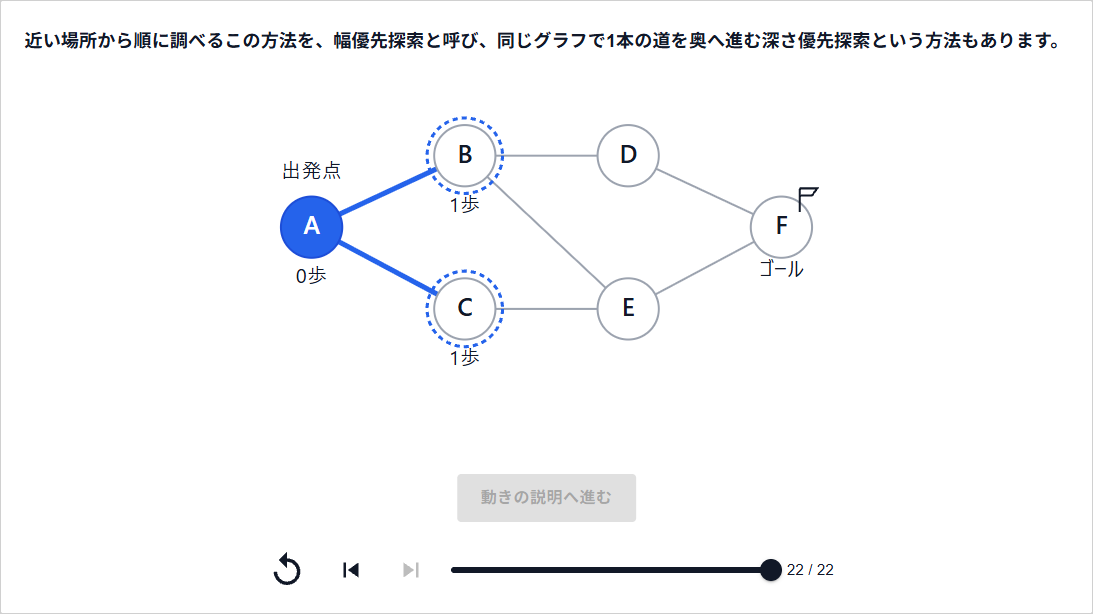 近い場所から順に調べるこの方法を、幅優先探索と呼び、同じグラフで1本の道を奥へ進む深さ優先探索という方法もあります。
出発点
A
0歩
B
1歩
C
1歩
D
E
F
ゴール
動きの説明へ進む
22 / 22